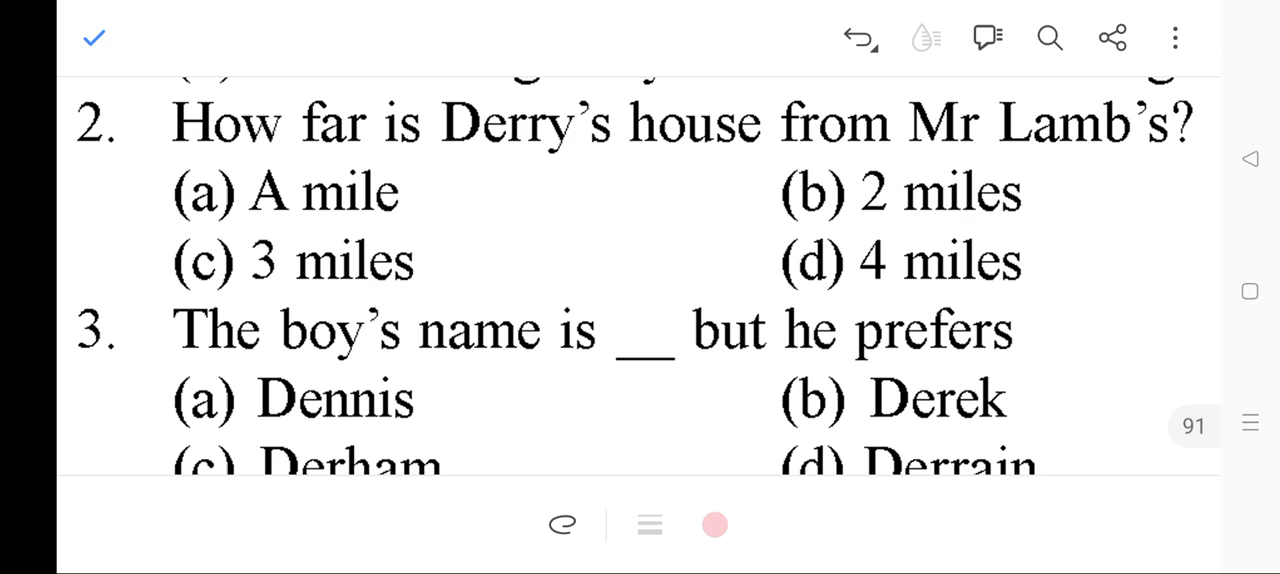 2. How far is Derry’s house from Mr Lamb’s?
(a) A mile (b) 2 miles
(c) 3 miles (d) 4 miles
3. The boy’s name is __ but he prefers
(a) Dennis (b) Derek
91
(c) Derham (d) Derrain